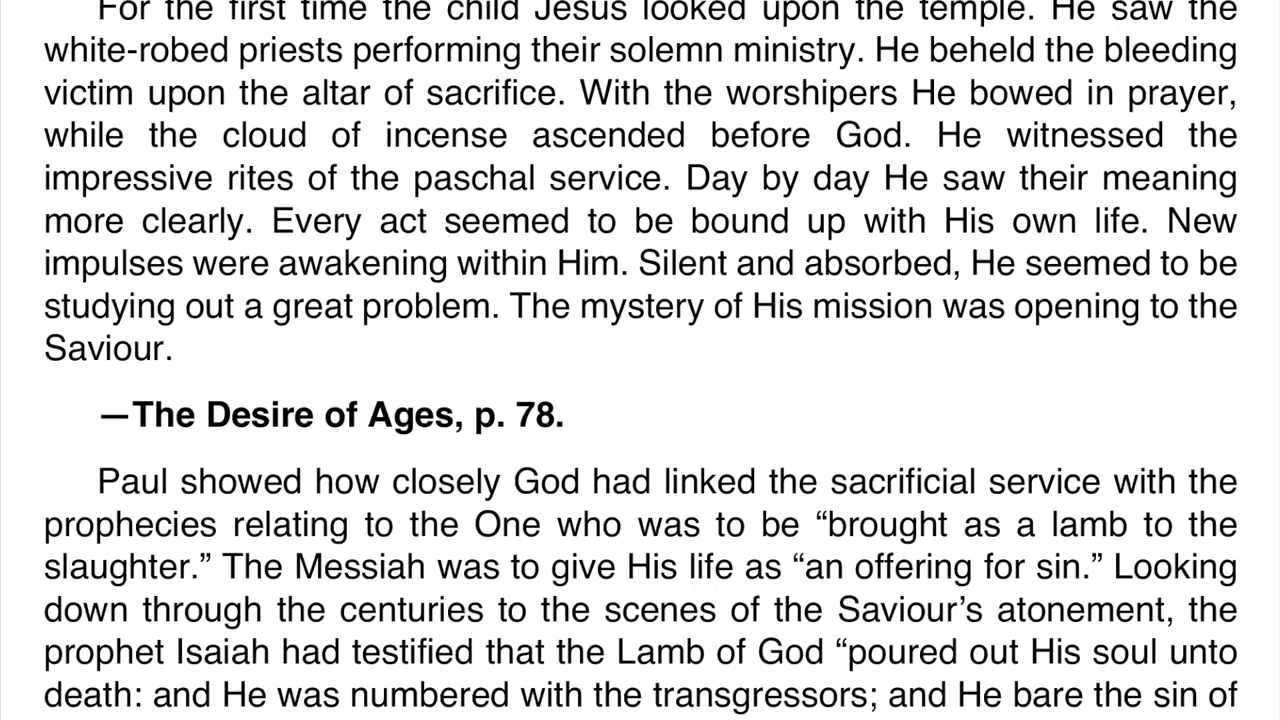 For the first time the child Jesus looked upon the temple. He saw the
white-robed priests performing their solemn ministry. He beheld the bleeding
victim upon the altar of sacrifice. With the worshipers He bowed in prayer,
while the cloud of incense ascended before God. He witnessed the
impressive rites of the paschal service. Day by day He saw their meaning
more clearly. Every act seemed to be bound up with His own life. New
impulses were awakening within Him. Silent and absorbed, He seemed to be
studying out a great problem. The mystery of His mission was opening to the
Saviour.
—The Desire of Ages, p. 78.
Paul showed how closely God had linked the sacrificial service with the
prophecies relating to the One who was to be “brought as a lamb to the
slaughter.” The Messiah was to give His life as “an offering for sin.” Looking
down through the centuries to the scenes of the Saviour’s atonement, the
prophet Isaiah had testified that the Lamb of God “poured out His soul unto
death: and He was numbered with the transgressors; and He bare the sin of